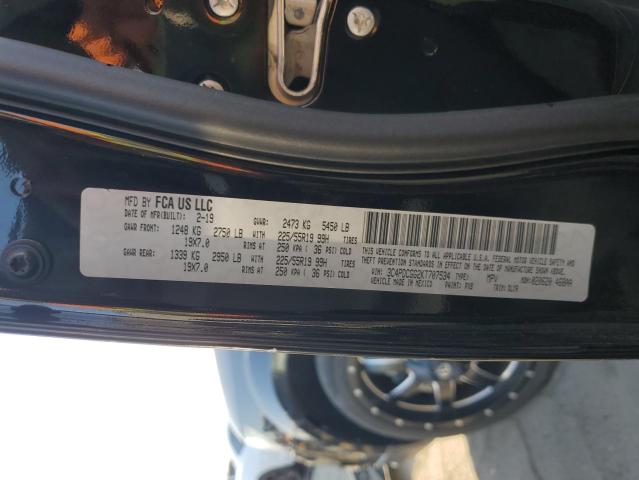 MFD BY FCA US LLC
DATE OF MFR(BUILT): 2-19 GVWR: 2473 KG 5450 LB
GAWR FRONT: 1248 KG 2750 LB WITH 225/55R19 99H TIRES
19X7.0 RIMS AT 250 KPA ( 36 PSI) COLD
GAWR REAR: 1339 KG 2950 LB WITH 225/55R19 99H TIRES
19X7.0 RIMS AT 250 KPA ( 36 PSI) COLD
THIS VEHICLE CONFORMS TO ALL APPLICABLE U.S.A. FEDERAL MOTOR VEHICLE SAFETY AND
THEFT PREVENTION STANDARDS IN EFFECT ON THE DATE OF MANUFACTURE SHOWN ABOVE.
VIN: 3C4PDCGG2KT707534 TYPE: MPV
VEHICLE MADE IN MEXICO PAINT: PX8 TRIM: DLX9